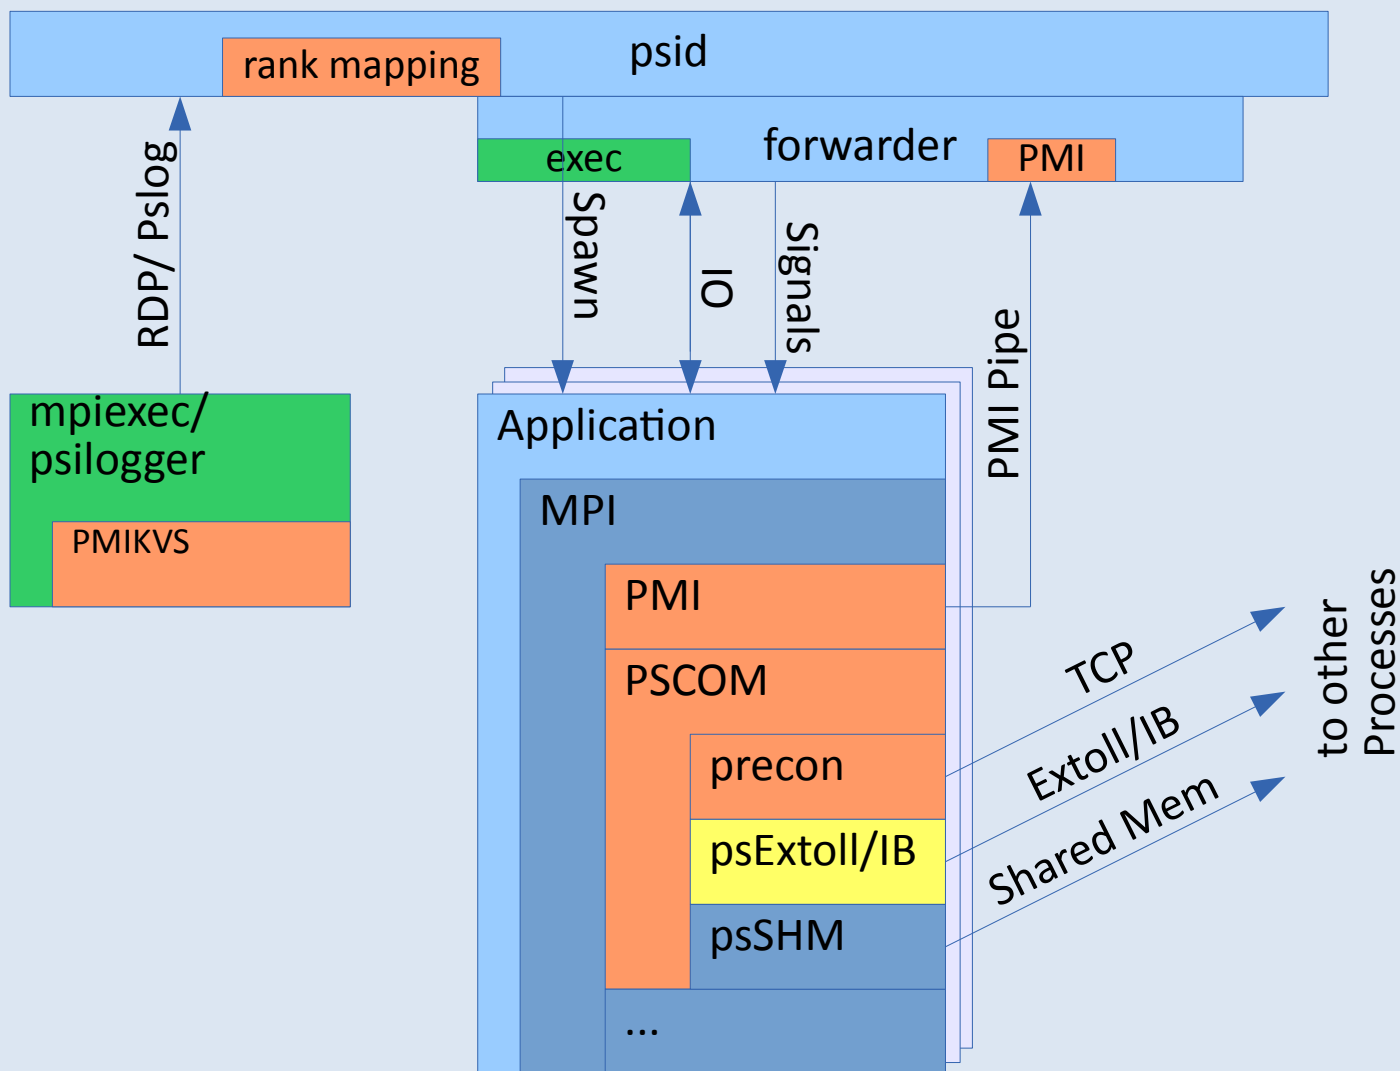 psid
rank mapping
forwarder
exec
PMI
RDP/ Pslog
Spawn
IO
Signals
PMI Pipe
mpiexec/
psilogger
PMIKVS
Application
MPI
PMI
PSCOM
precon
psExtoll/IB
psSHM
...
TCP
Extoll/IB
Shared Mem
to other
Processes